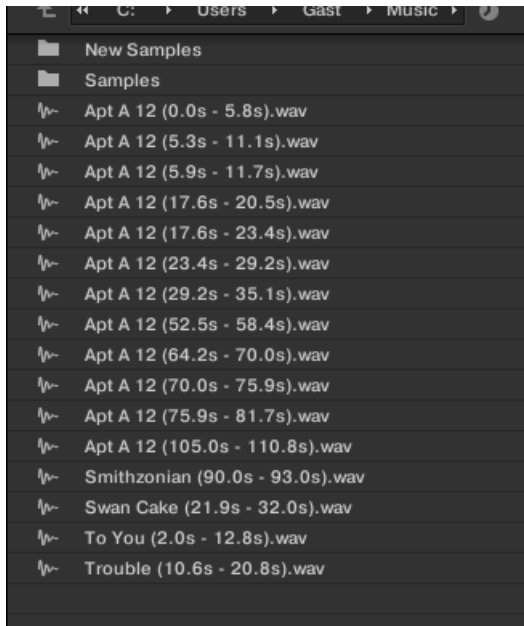 C: Users Gast Music
New Samples
Samples
Apt A 12 (0.0s - 5.8s).wav
Apt A 12 (5.3s - 11.1s).wav
Apt A 12 (5.9s - 11.7s).wav
Apt A 12 (17.6s - 20.5s).wav
Apt A 12 (17.6s - 23.4s).wav
Apt A 12 (23.4s - 29.2s).wav
Apt A 12 (29.2s - 35.1s).wav
Apt A 12 (52.5s - 58.4s).wav
Apt A 12 (64.2s - 70.0s).wav
Apt A 12 (70.0s - 75.9s).wav
Apt A 12 (75.9s - 81.7s).wav
Apt A 12 (105.0s - 110.8s).wav
Smithzonian (90.0s - 93.0s).wav
Swan Cake (21.9s - 32.0s).wav
To You (2.0s - 12.8s).wav
Trouble (10.6s - 20.8s).wav